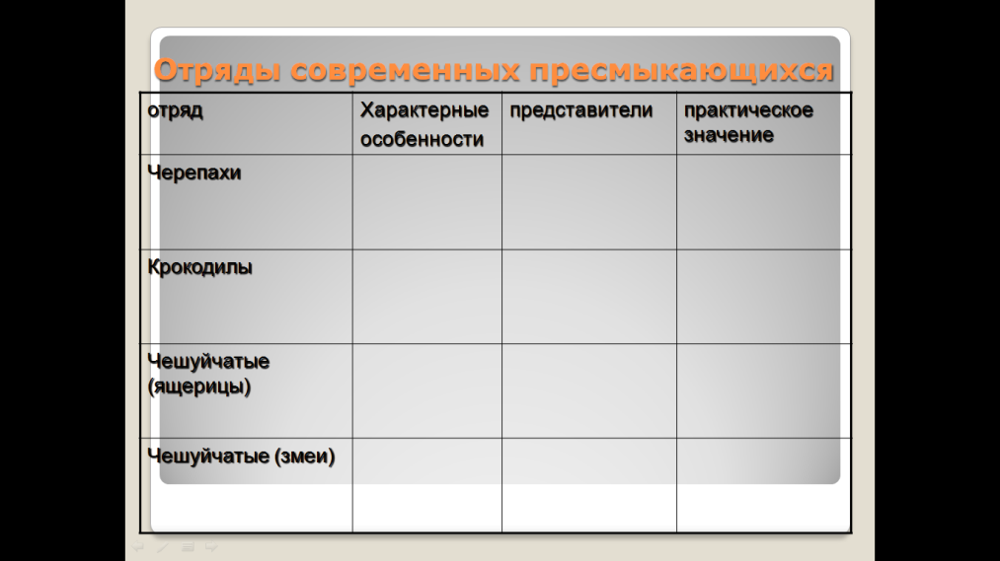 Отряды современных пресмыкающихся
отряд
Характерные
особенности
представители
практическое
значение
Черепахи
Крокодилы
Чешуйчатые
(ящерицы)
Чешуйчатые (змеи)